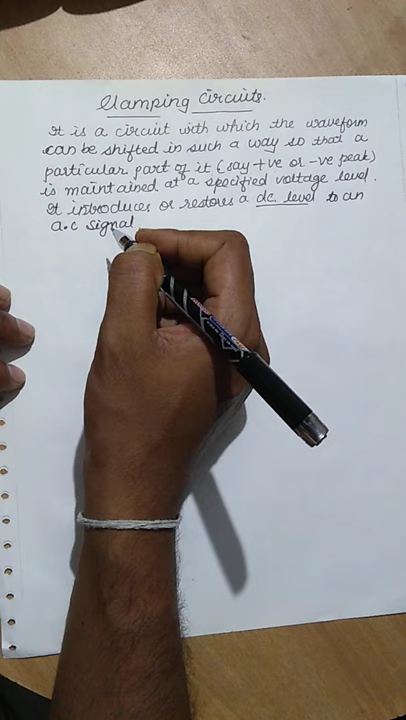 Clamping Circuits.
It is a circuit with which the waveform
can be shifted in such a way so that a
particular part of it (say +ve or -ve peak)
is maintained at a specified voltage level.
It introduces or restores a dc. level to an
a.c signal